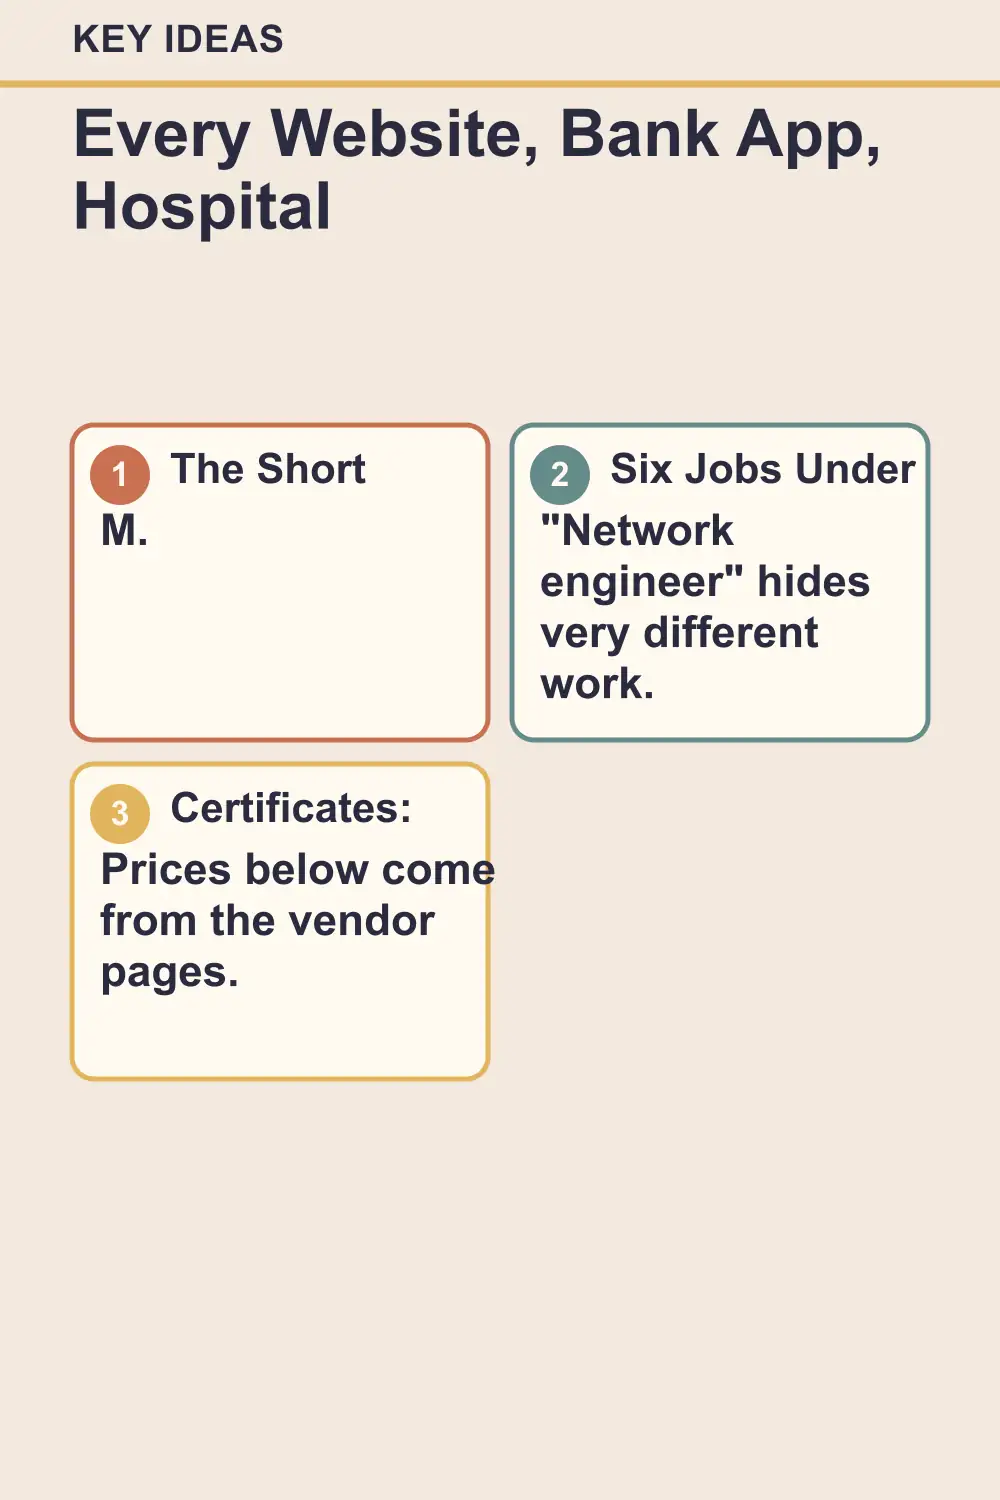 KEY IDEAS
Every Website, Bank App,
Hospital
1 The Short
M.
2 Six Jobs Under
"Network
engineer" hides
very different
work.
3 Certificates:
Prices below come
from the vendor
pages.